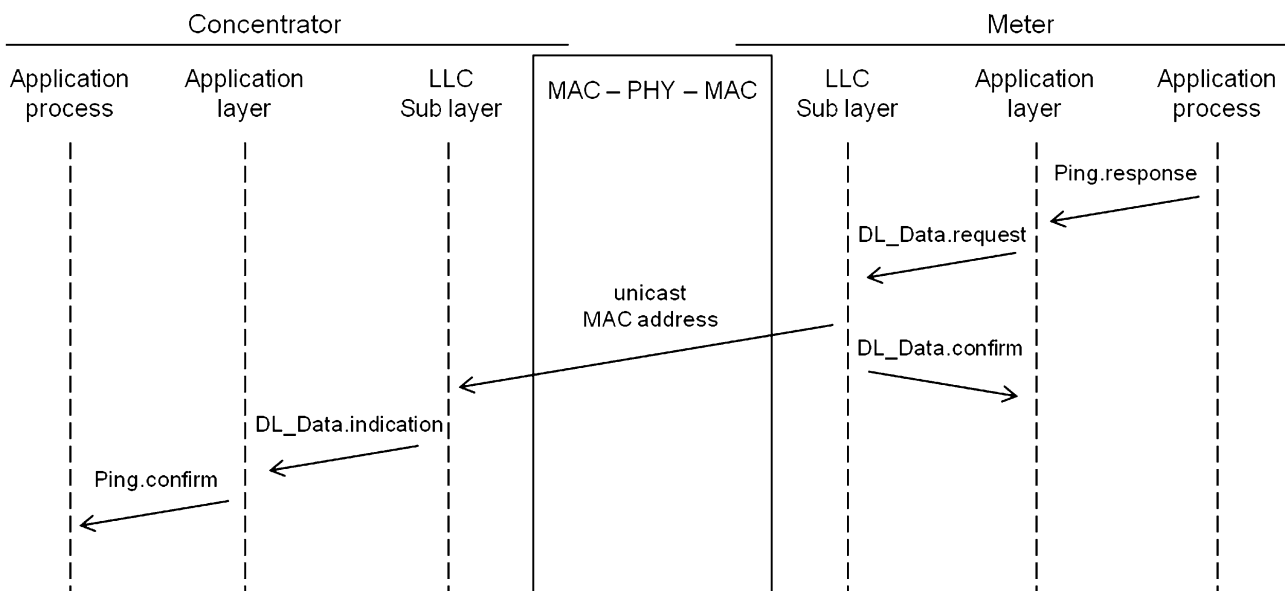 Concentrator
Meter
Application
process
Application
layer
LLC
Sub layer
MAC – PHY – MAC
LLC
Sub layer
Application
layer
Application
process
Ping.response
DL_Data.request
unicast
MAC address
DL_Data.confirm
DL_Data.indication
Ping.confirm